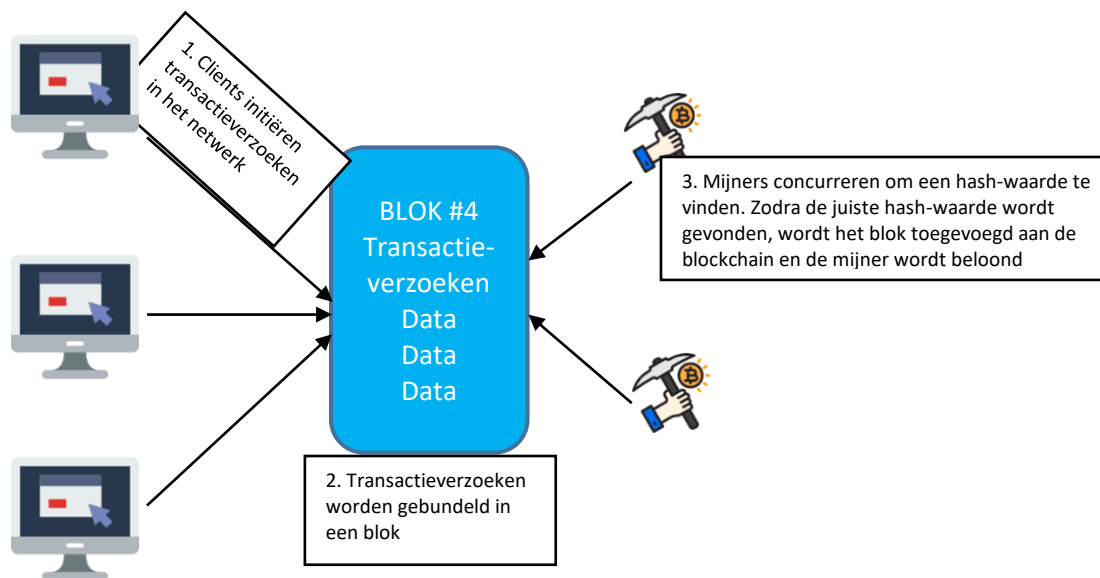 1. Clients initiëren
transactieverzoeken
in het netwerk
BLOK #4
Transactie-
verzoeken
Data
Data
Data
2. Transactieverzoeken
worden gebundeld in
een blok
3. Mijners concurreren om een hash-waarde te
vinden. Zodra de juiste hash-waarde wordt
gevonden, wordt het blok toegevoegd aan de
blockchain en de mijner wordt beloond